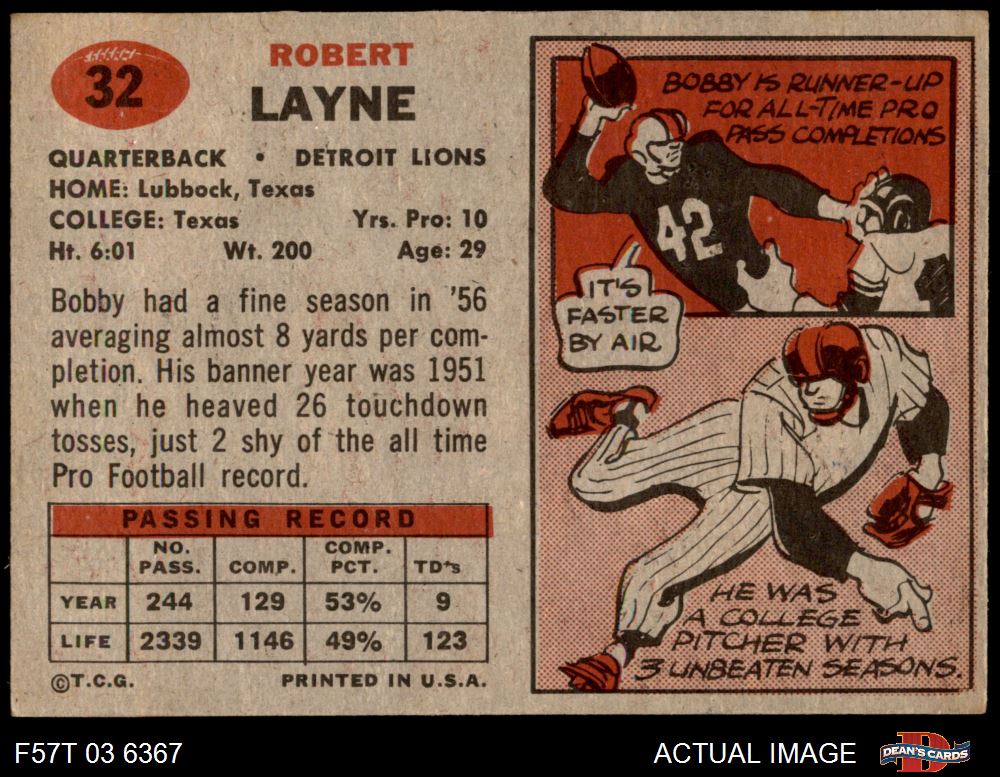 32
ROBERT
LAYNE
QUARTERBACK • DETROIT LIONS
HOME: Lubbock, Texas
COLLEGE: Texas Yrs. Pro: 10
Ht. 6:01 Wt. 200 Age: 29
Bobby had a fine season in '56
averaging almost 8 yards per com-
pletion. His banner year was 1951
when he heaved 26 touchdown
tosses, just 2 shy of the all time
Pro Football record.
PASSING RECORD
NO. PASS. COMP. COMP. PCT. TD's
YEAR 244 129 53% 9
LIFE 2339 1146 49% 123
©T.C.G. PRINTED IN U.S.A.
BOBBY IS RUNNER-UP
FOR ALL-TIME PRO
PASS COMPLETIONS
42
IT'S
FASTER
BY AIR
HE WAS
A COLLEGE
PITCHER WITH
3 UNBEATEN SEASONS.
F57T 03 6367
ACTUAL IMAGE
D
DEAN'S CARDS